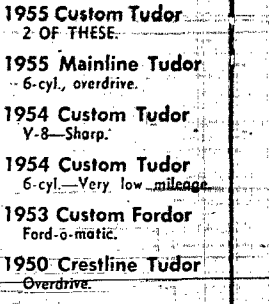 1955 Custom Tudor
2 OF THESE.
1955 Mainline Tudor
6-cyl., overdrive.
1954 Custom Tudor
V-8—Sharp.
1954 Custom Tudor
6-cyl.—Very low mileage
1953 Custom Fordor
Ford-o-matic.
1950 Crestline Tudor
Overdrive.